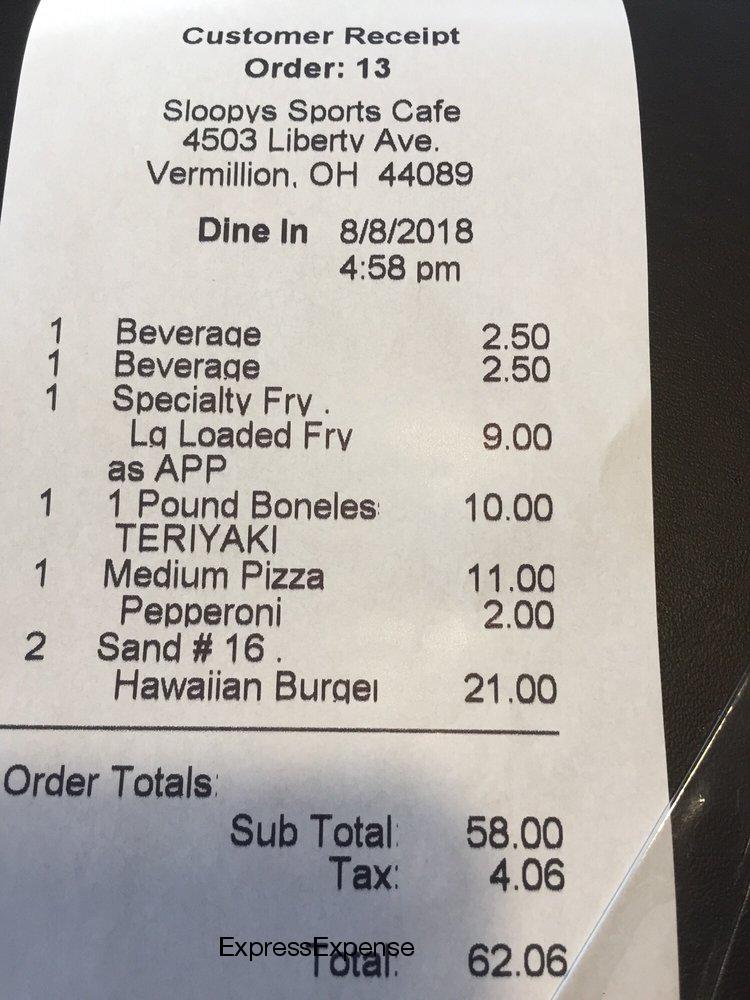 Customer Receipt
Order: 13
Sloopys Sports Cafe
4503 Liberty Ave.
Vermillion, OH 44089
Dine In 8/8/2018
4:58 pm
1 Beverage 2.50
1 Beverage 2.50
1 Specialty Fry .
Lg Loaded Fry 9.00
as APP
1 1 Pound Boneles 10.00
TERIYAKI
1 Medium Pizza 11.00
Pepperoni 2.00
2 Sand # 16 .
Hawaiian Burger 21.00
Order Totals:
Sub Total: 58.00
Tax: 4.06
ExpressExpense
Total: 62.06